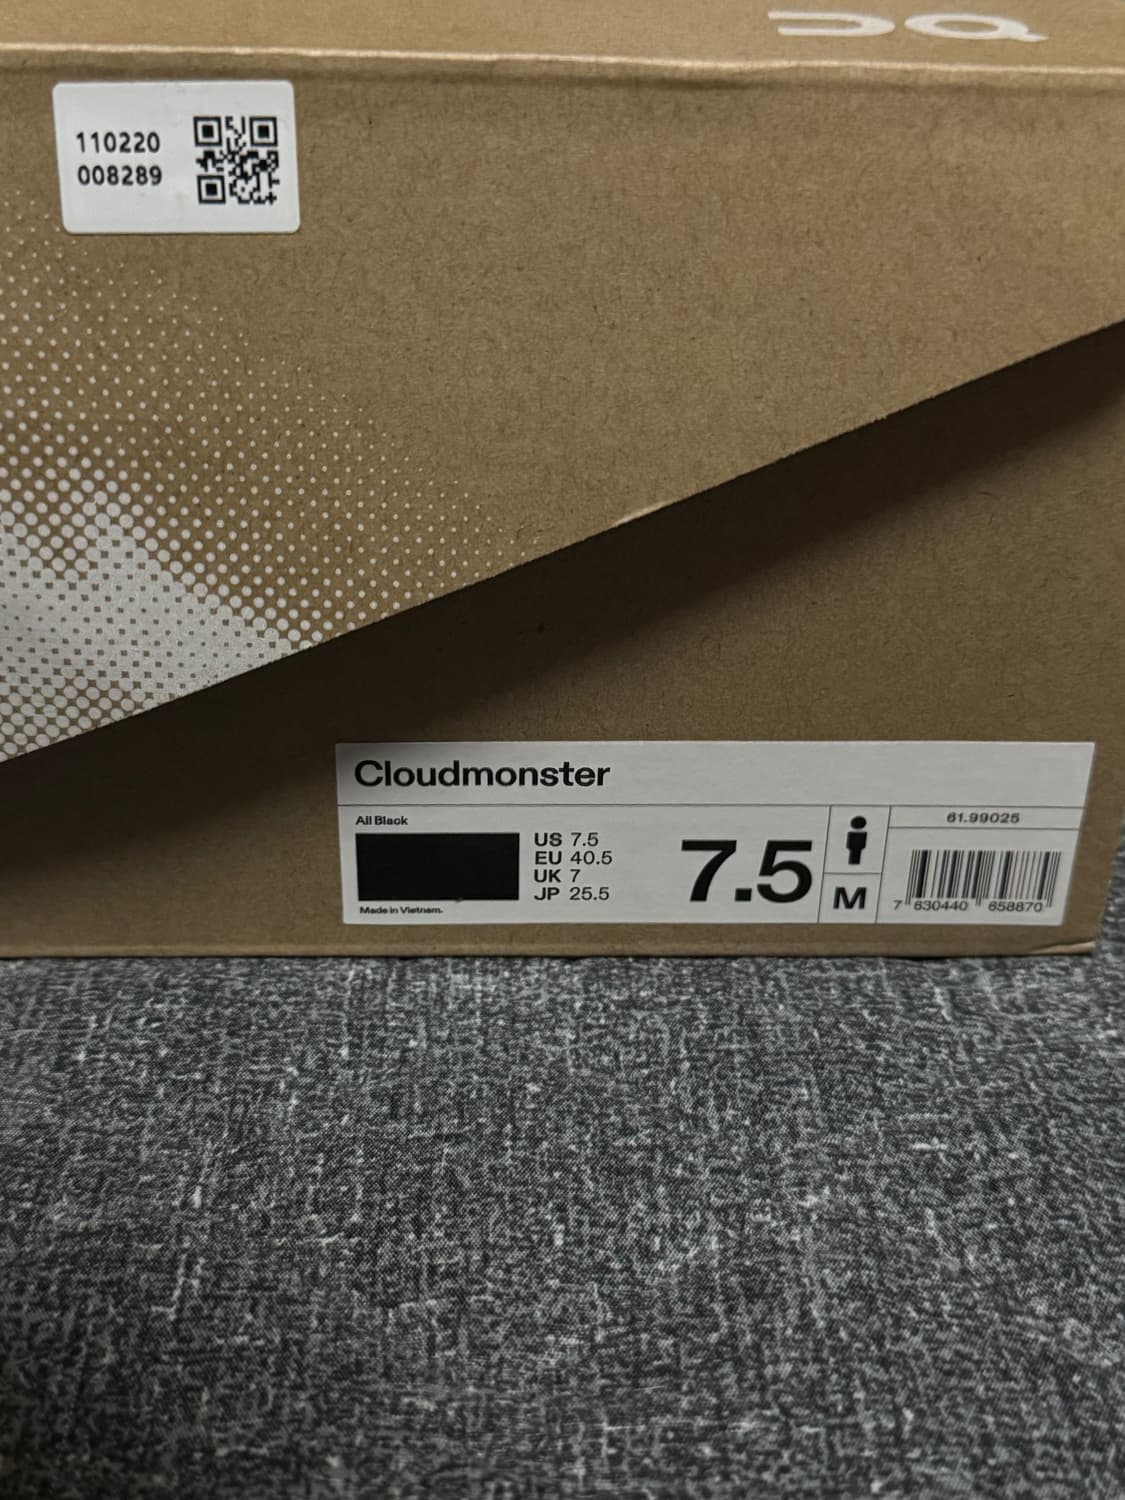 On
110220
008289
Cloudmonster
All Black
US 7.5
EU 40.5
UK 7
JP 25.5
Made in Vietnam.
7.5
M
61.99025
7 630440 658870